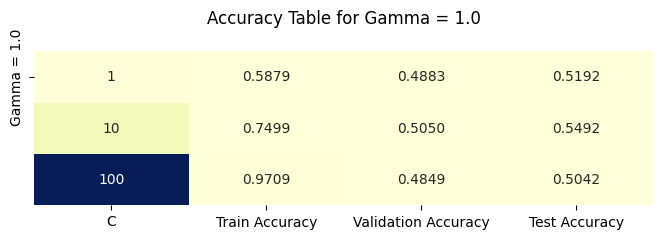 Accuracy Table for Gamma = 1.0
Gamma = 1.0
1 0.5879 0.4883 0.5192
10 0.7499 0.5050 0.5492
100 0.9709 0.4849 0.5042
C Train Accuracy Validation Accuracy Test Accuracy